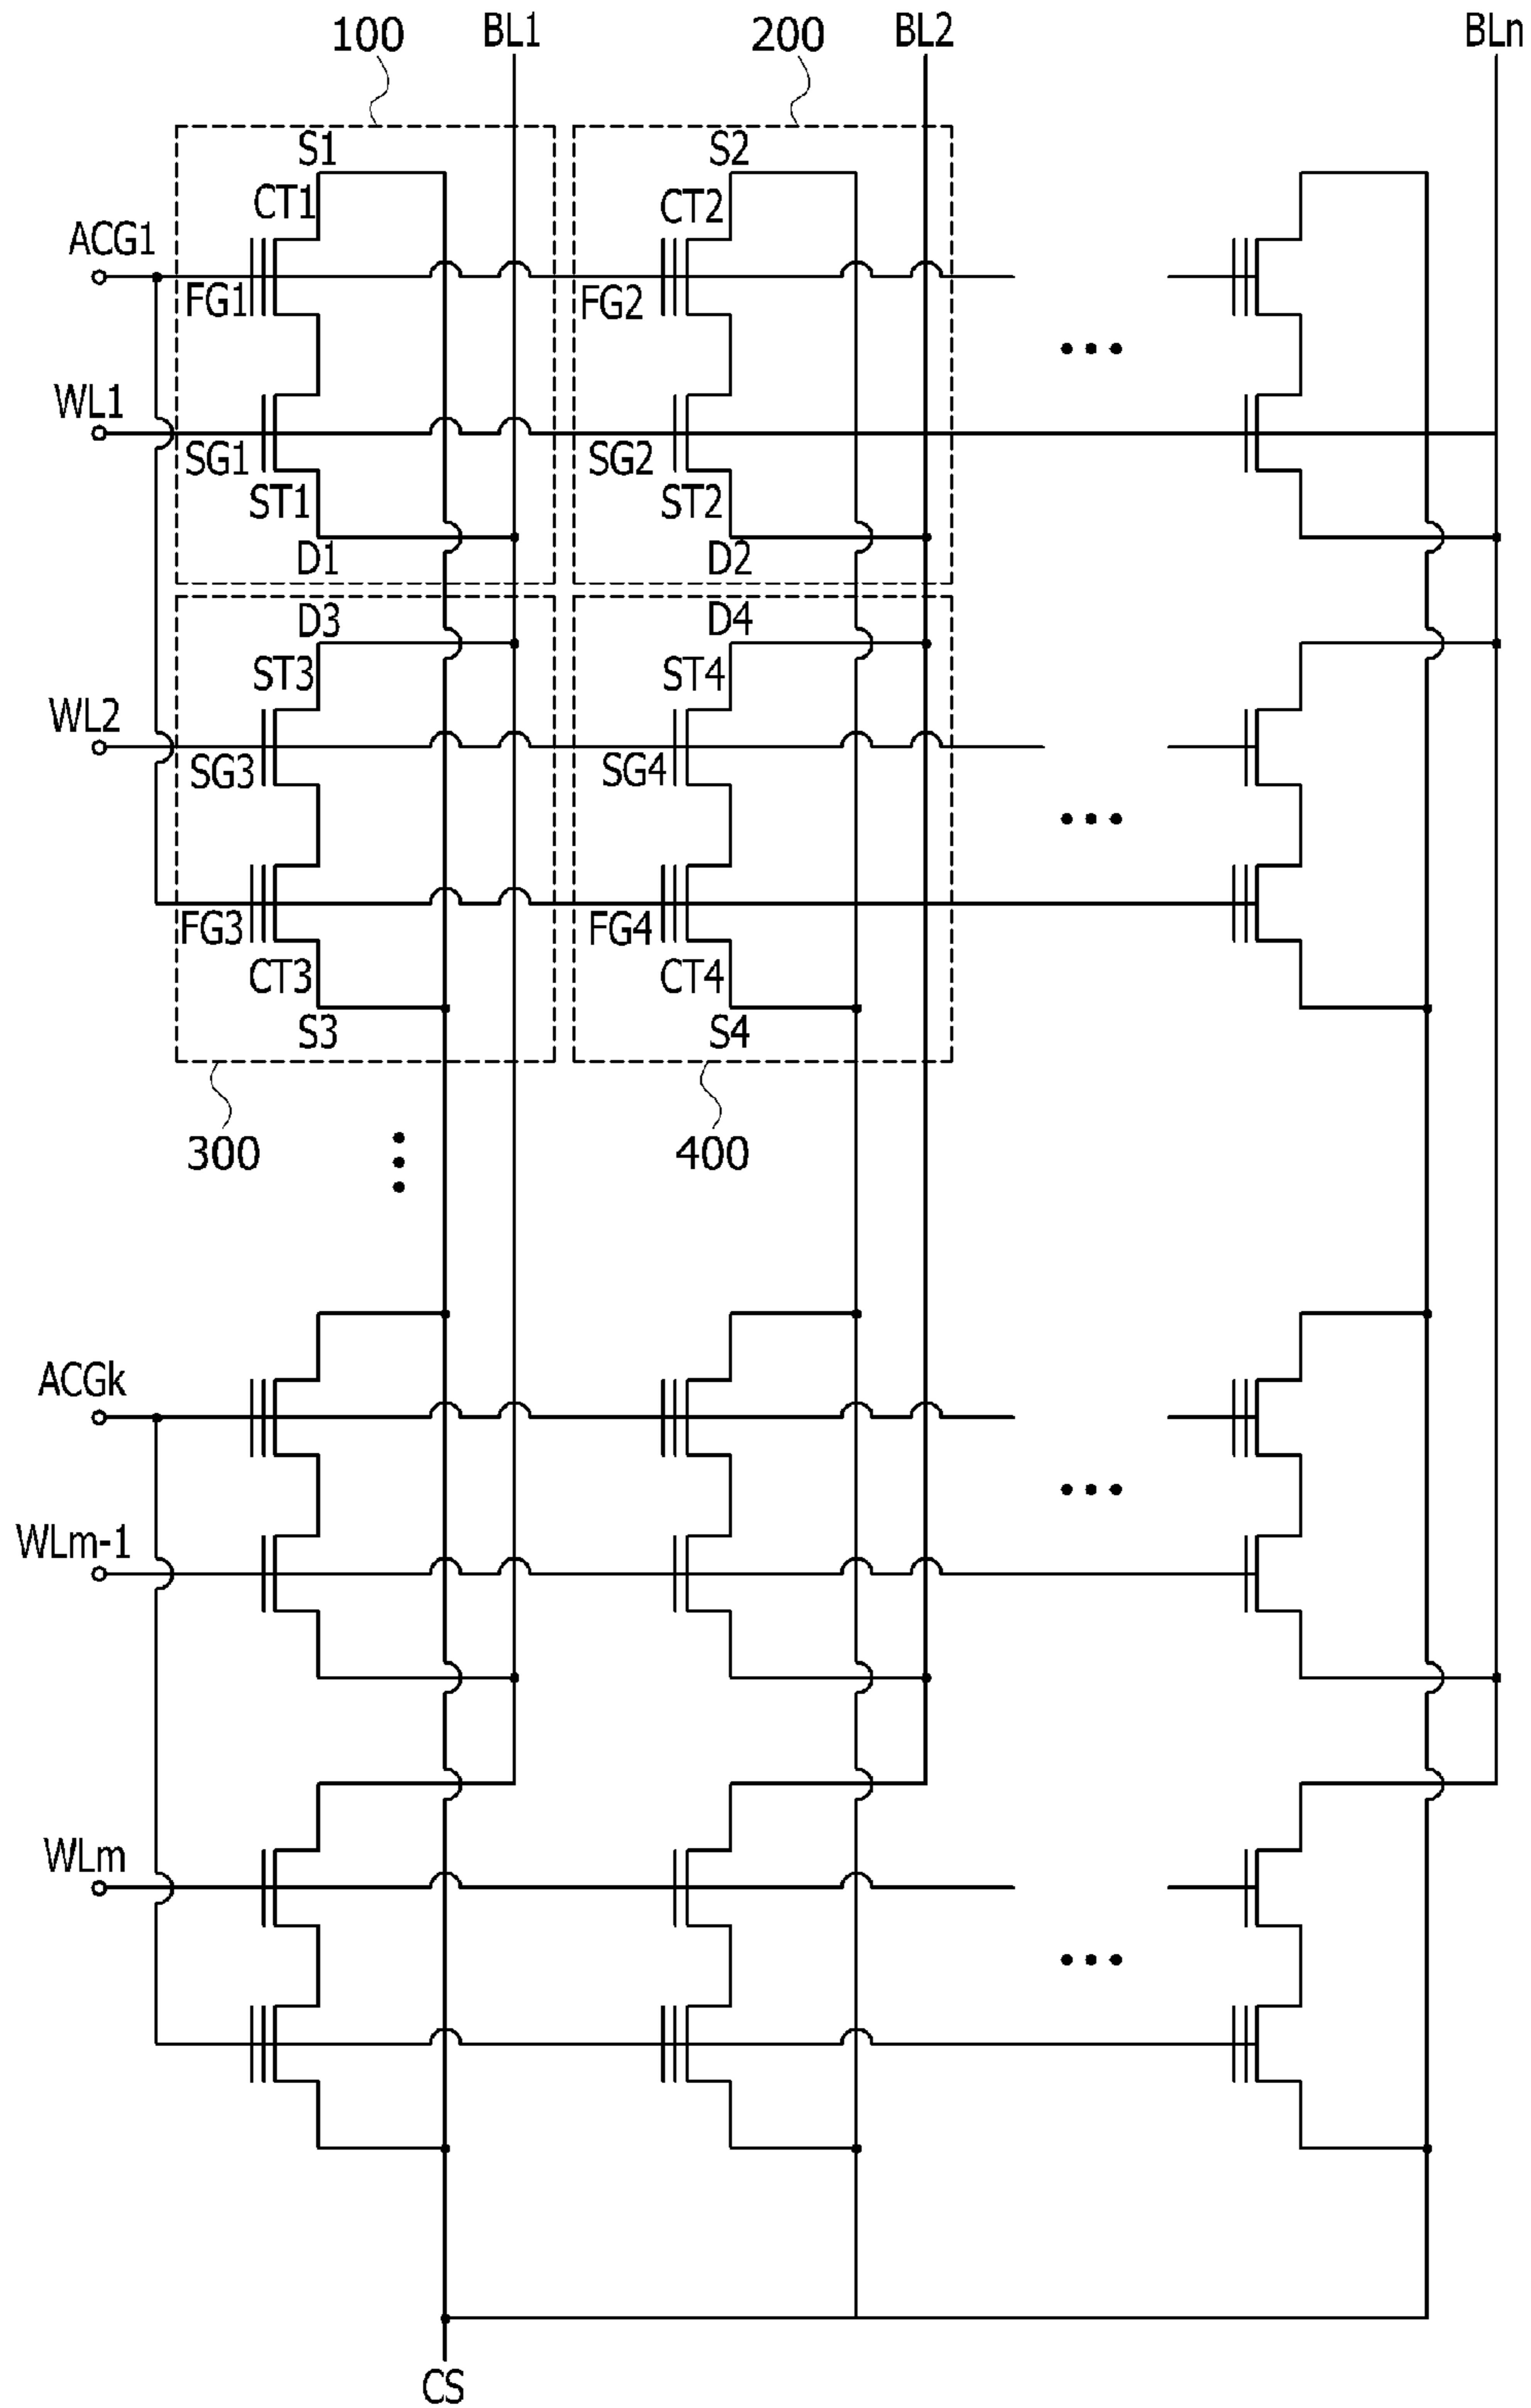 100 BL1 200 BL2 BLn
S1 S2
CT1 CT2
ACG1
FG1 FG2
WL1
SG1 SG2
ST1 ST2
D1 D2
D3 D4
ST3 ST4
WL2
SG3 SG4
FG3 FG4
CT3 CT4
S3 S4
300 400
ACGk
WLm-1
WLm
CS